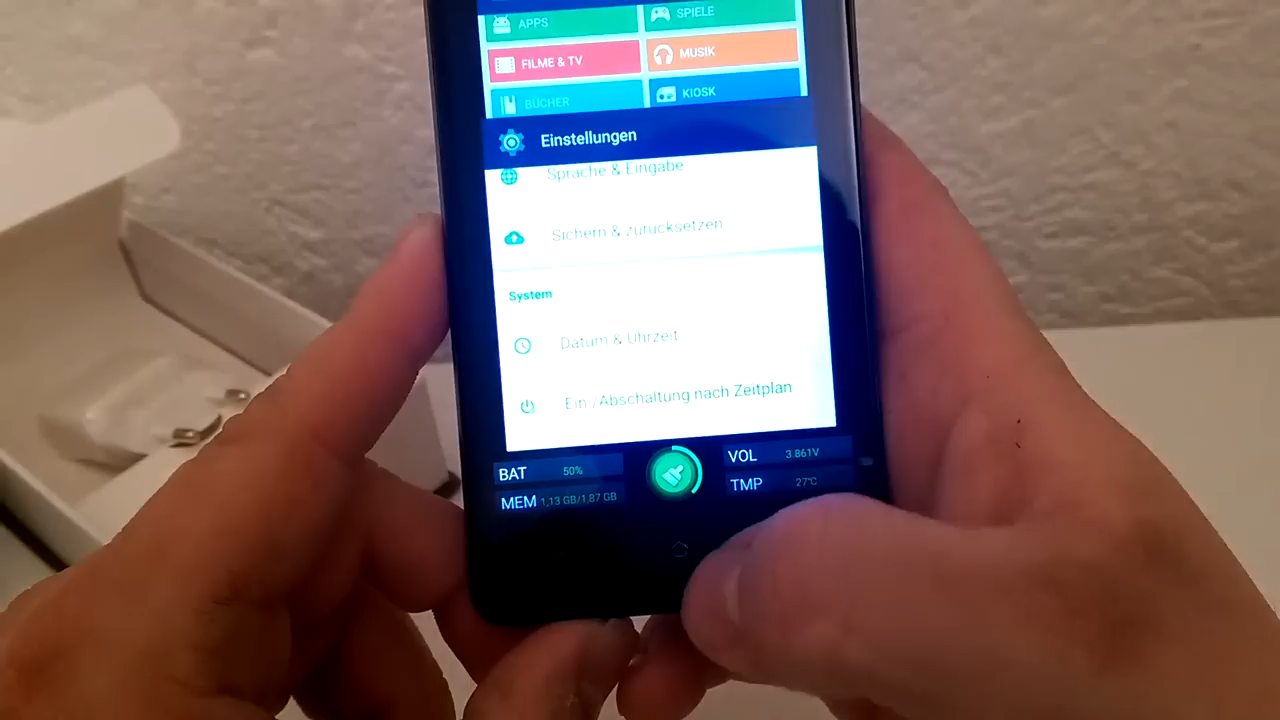 APPS
SPIELE
FILME & TV
MUSIK
BÜCHER
KIOSK
Einstellungen
Sprache & Eingabe
Sichern & zurücksetzen
System
Datum & Uhrzeit
Ein-/Abschaltung nach Zeitplan
BAT 50%
VOL 3.861V
MEM 1,13 GB/1,87 GB
TMP 27°C